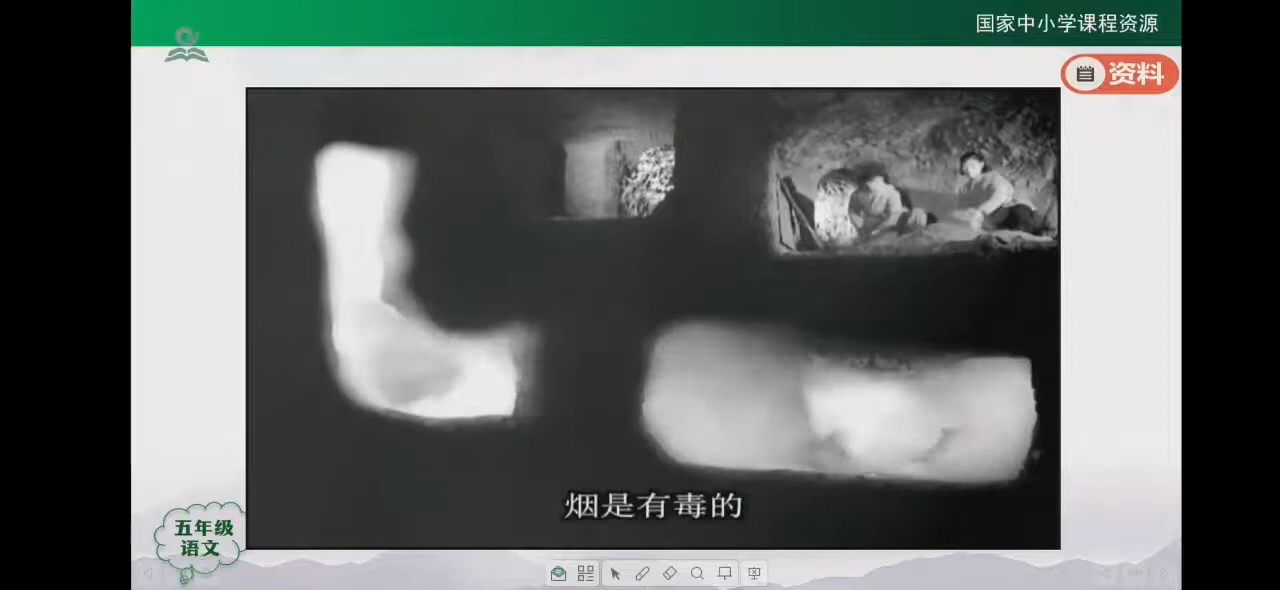 国家中小学课程资源
资料
烟是有毒的
五年级
语文